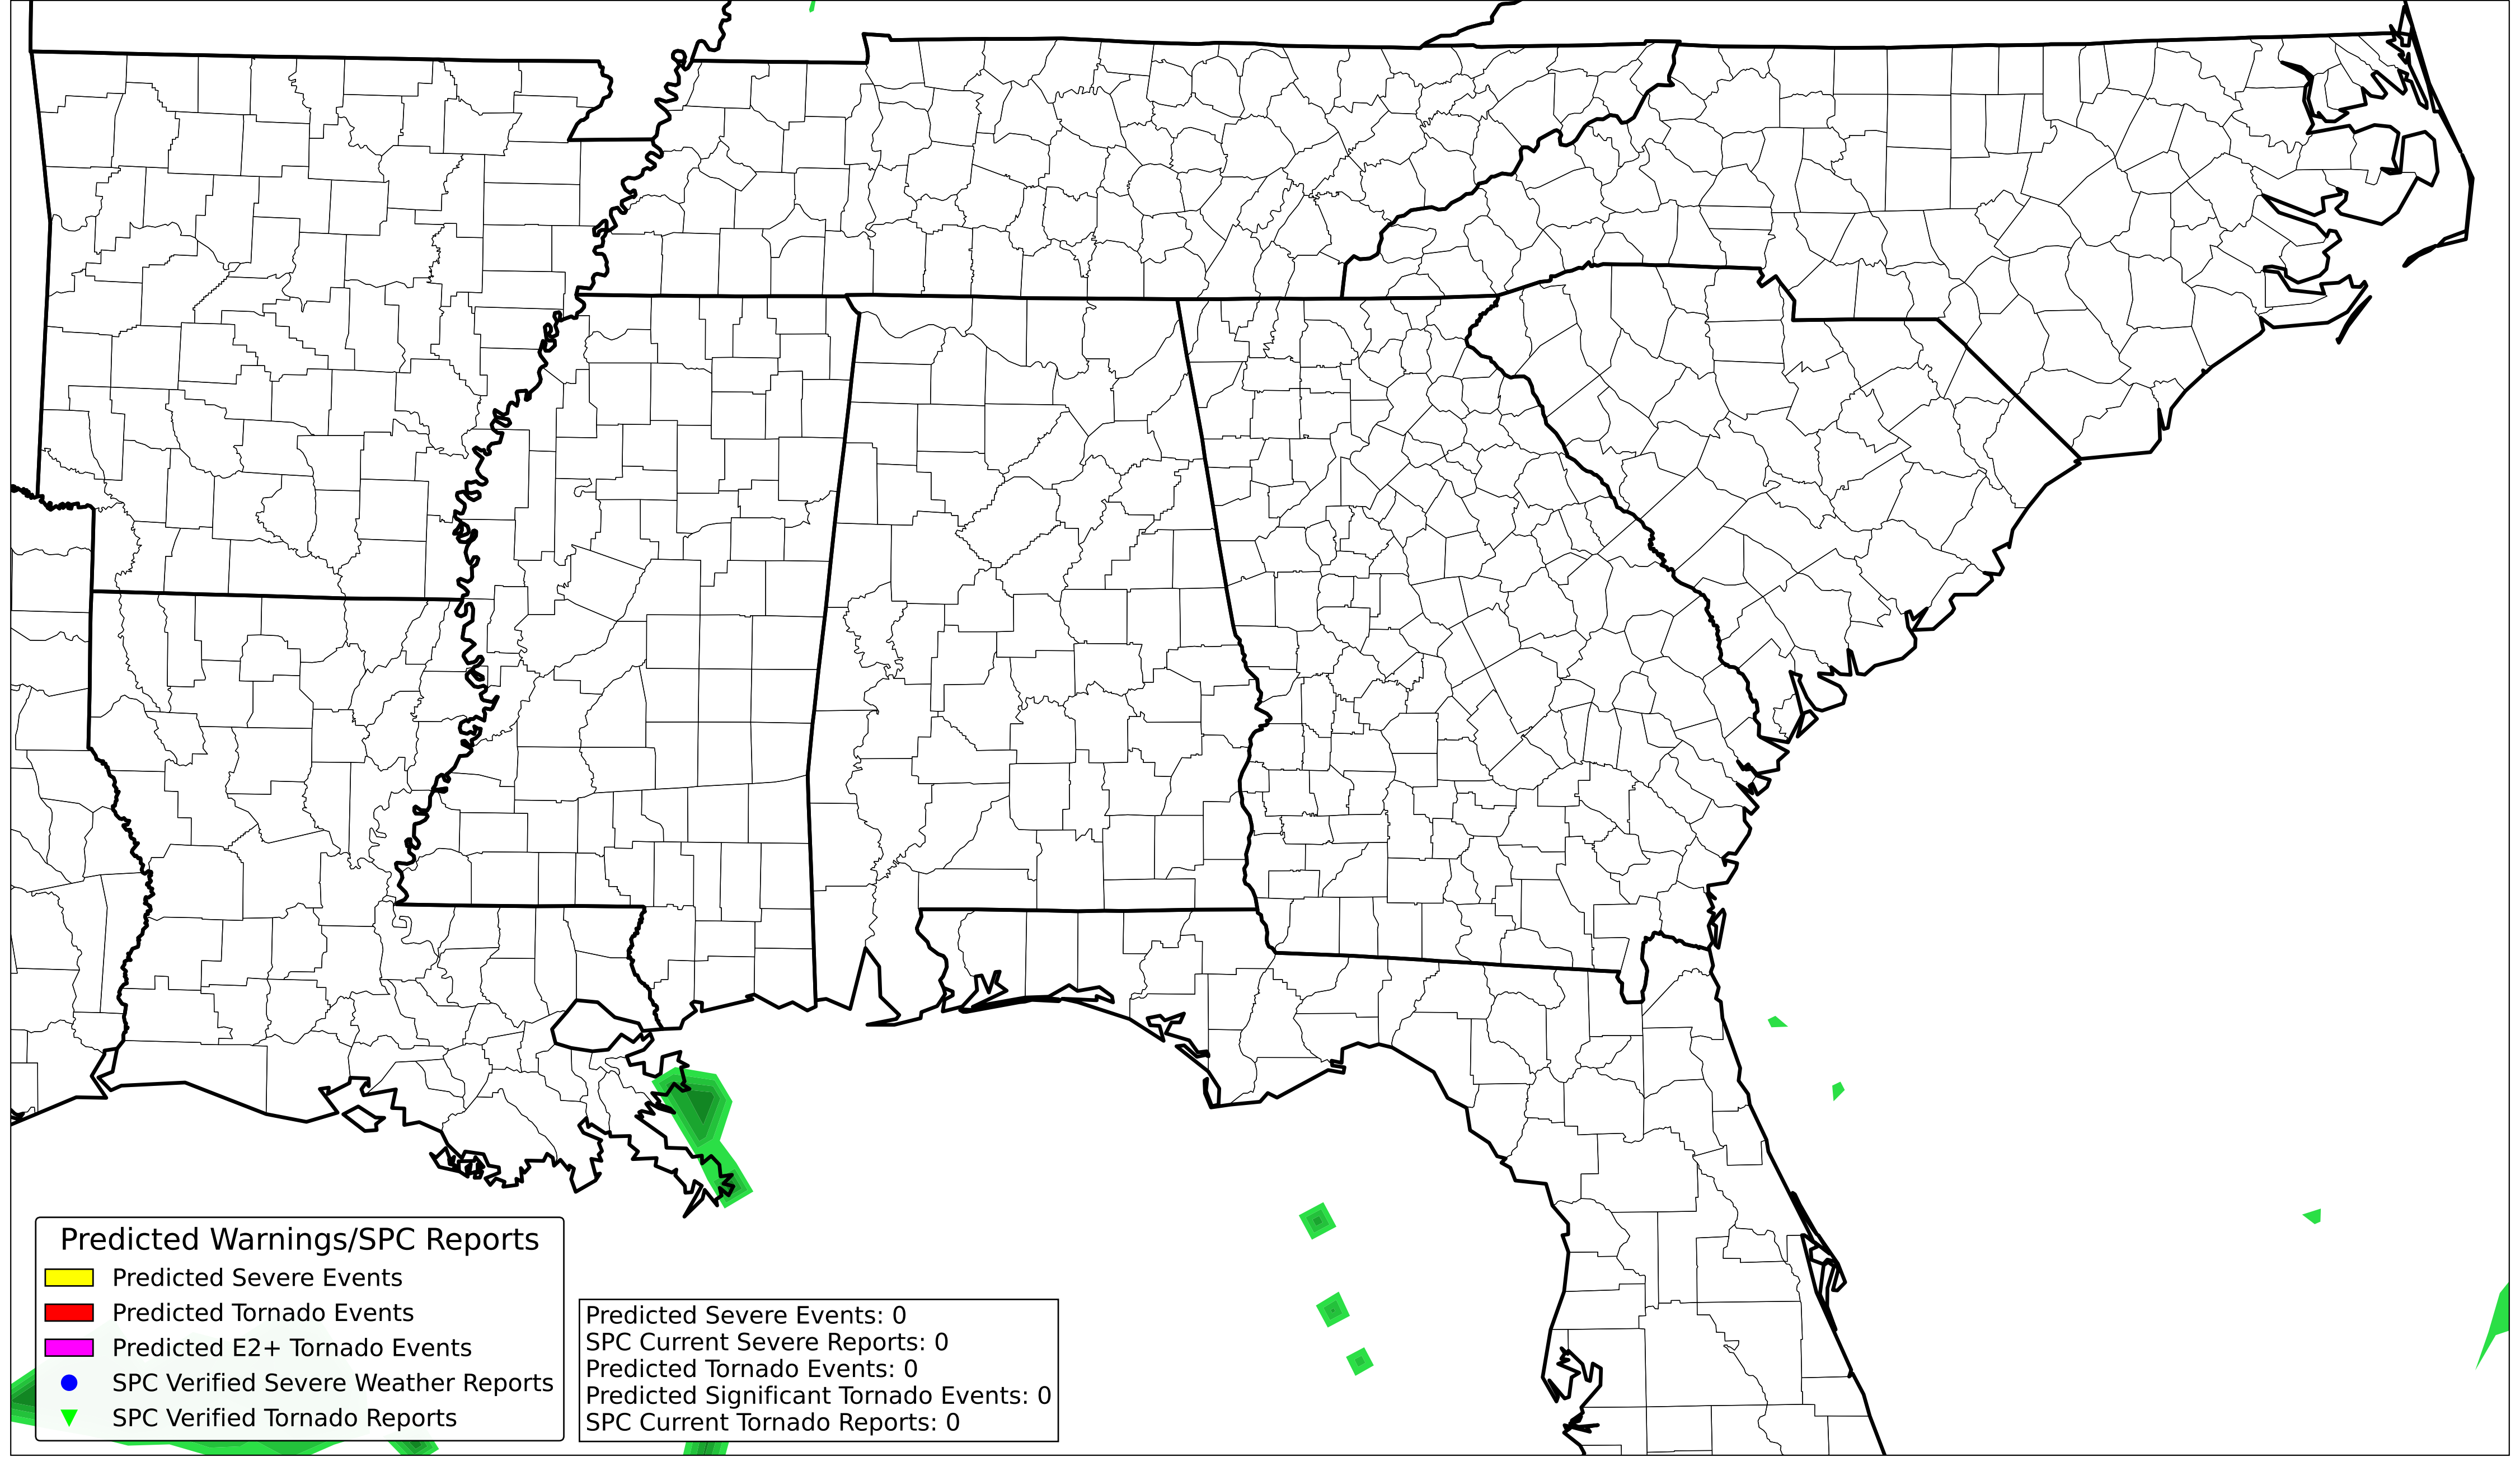 Predicted Warnings/SPC Reports
Predicted Severe Events
Predicted Tornado Events
Predicted E2+ Tornado Events
SPC Verified Severe Weather Reports
SPC Verified Tornado Reports
Predicted Severe Events: 0
SPC Current Severe Reports: 0
Predicted Tornado Events: 0
Predicted Significant Tornado Events: 0
SPC Current Tornado Reports: 0